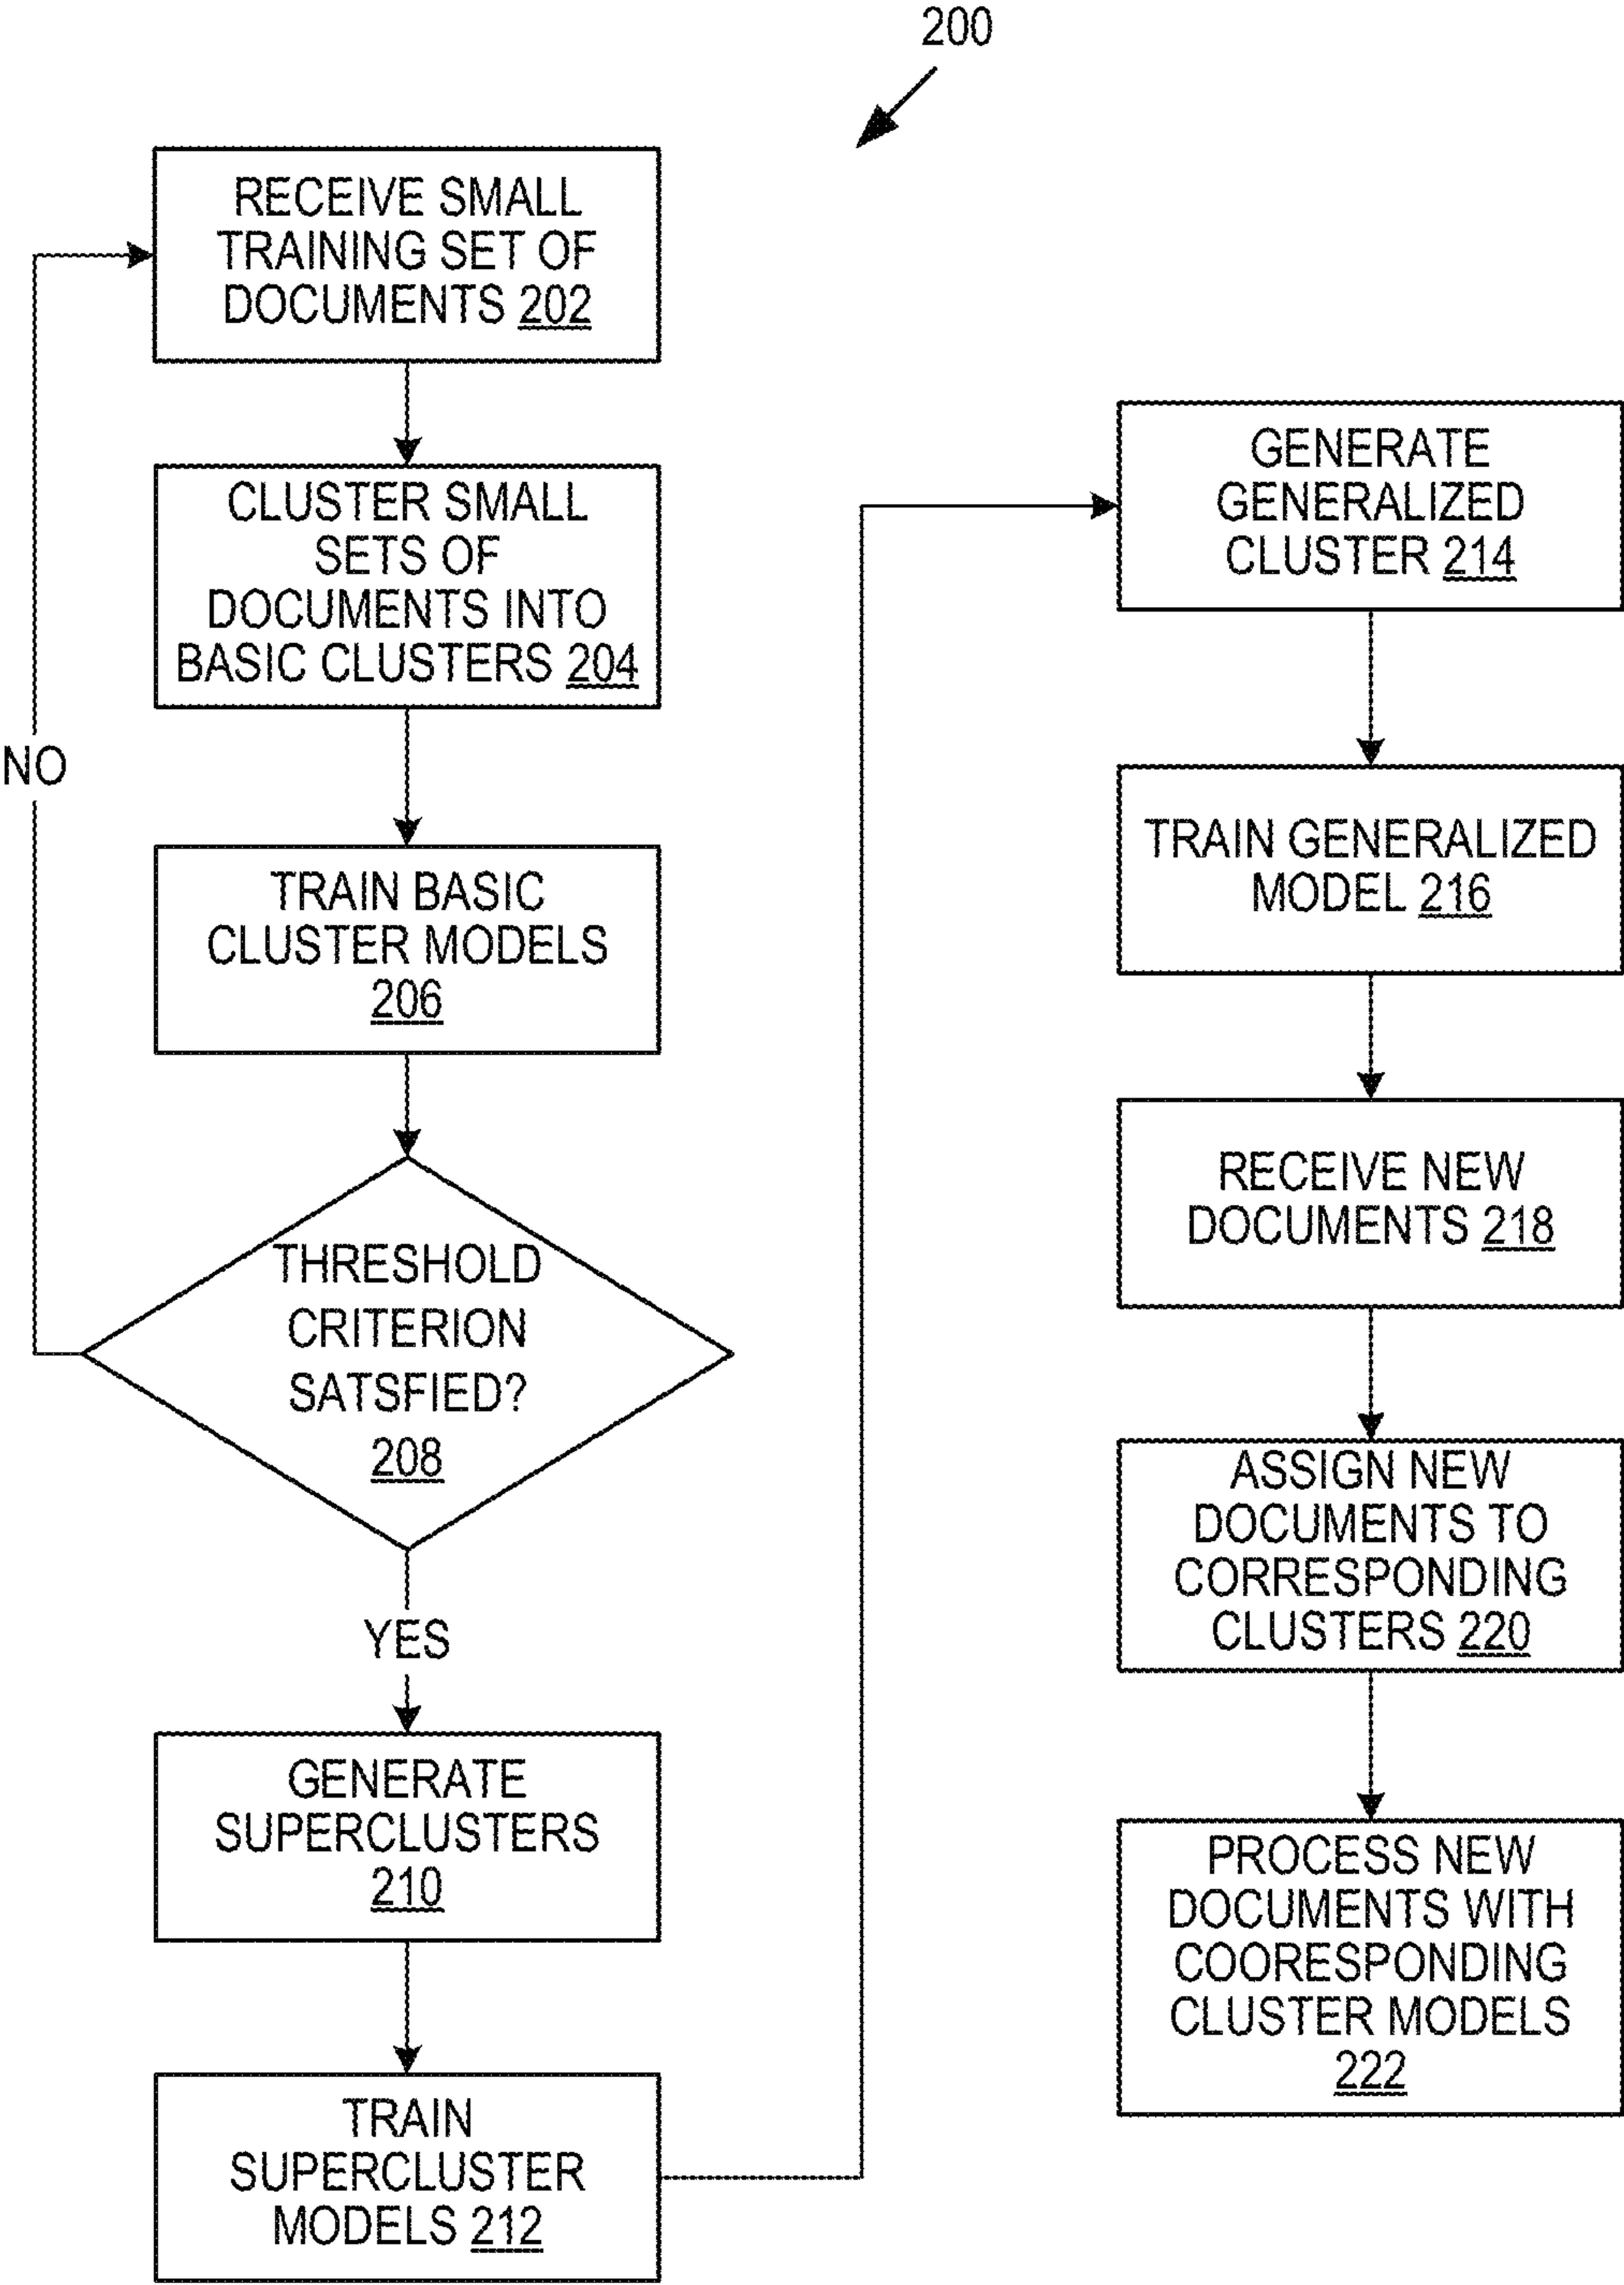 200
RECEIVE SMALL
TRAINING SET OF
DOCUMENTS 202
CLUSTER SMALL
SETS OF
DOCUMENTS INTO
BASIC CLUSTERS 204
NO
TRAIN BASIC
CLUSTER MODELS
206
THRESHOLD
CRITERION
SATSFIED?
208
YES
GENERATE
SUPERCLUSTERS
210
TRAIN
SUPERCLUSTER
MODELS 212
GENERATE
GENERALIZED
CLUSTER 214
TRAIN GENERALIZED
MODEL 216
RECEIVE NEW
DOCUMENTS 218
ASSIGN NEW
DOCUMENTS TO
CORRESPONDING
CLUSTERS 220
PROCESS NEW
DOCUMENTS WITH
COORESPONDING
CLUSTER MODELS
222